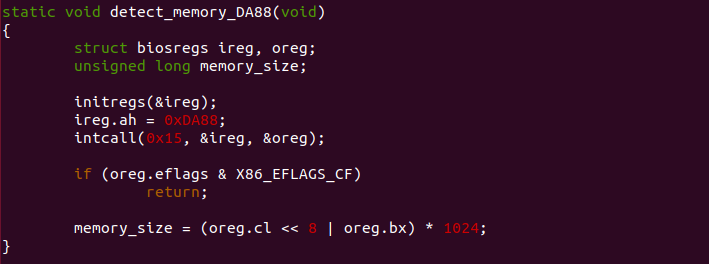 static void detect_memory_DA88(void)
{
        struct biosregs ireg, oreg;
        unsigned long memory_size;

        initregs(&ireg);
        ireg.ah = 0xDA88;
        intcall(0x15, &ireg, &oreg);

        if (oreg.eflags & X86_EFLAGS_CF)
                return;

        memory_size = (oreg.cl << 8 | oreg.bx) * 1024;
}